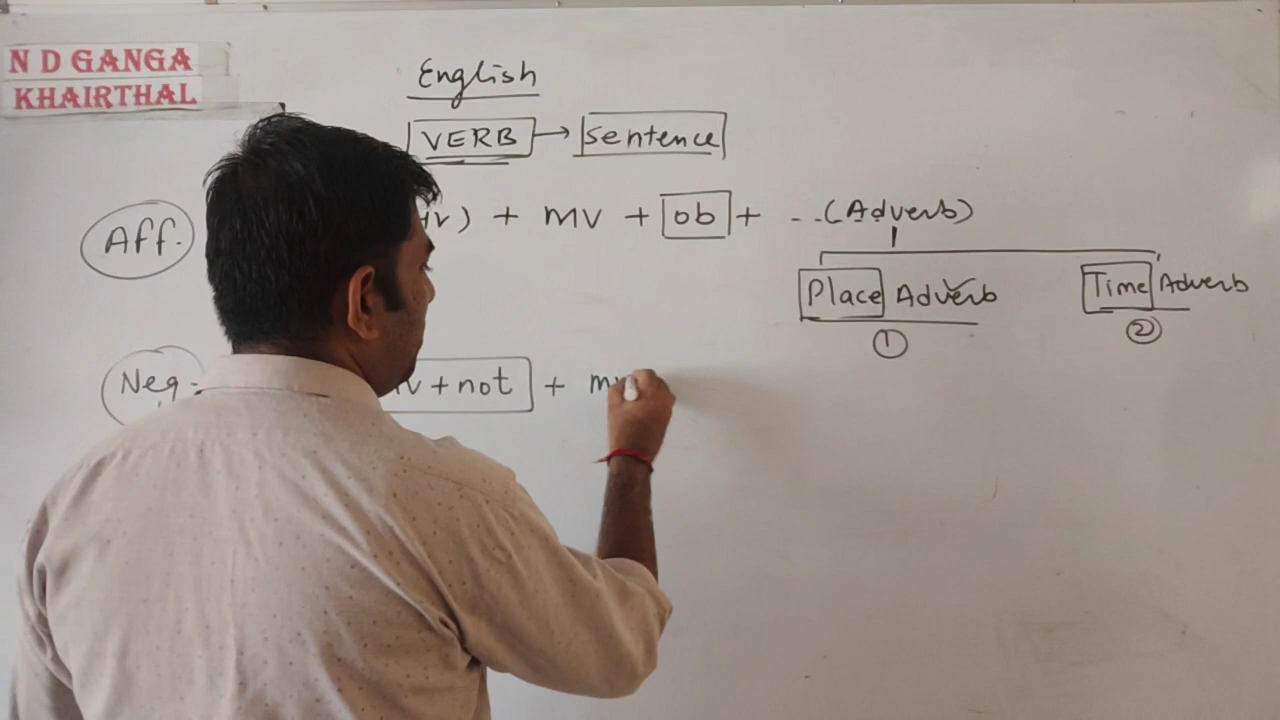 N D GANGA
KHAIRTHAL
English
VERB → Sentence
Aff. v) + mv + ob + ...(Adverb)
Place Adverb Time Adverb
① ②
Neg. v + not + mv